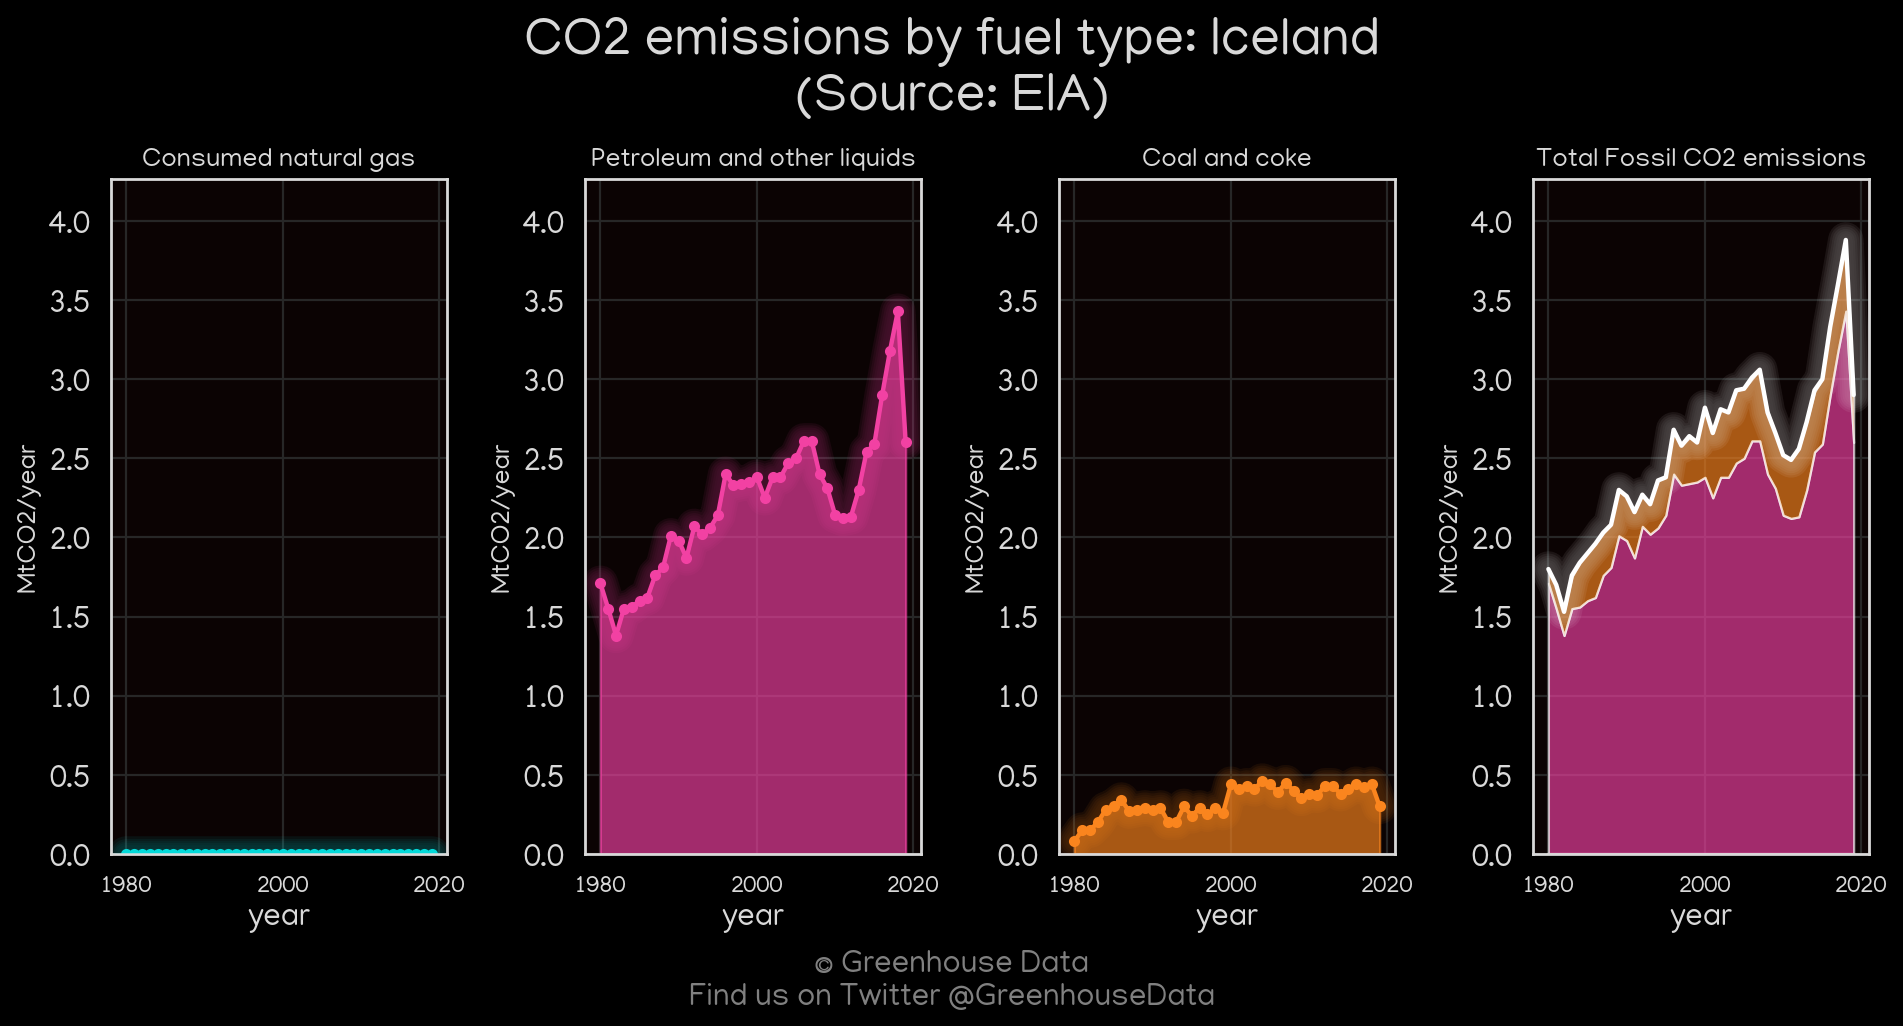 CO2 emissions by fuel type: Iceland
(Source: EIA)
Consumed natural gas
4.0
3.5
3.0
2.5
2.0
1.5
1.0
0.5
0.0
MtCO2/year
1980 2000 2020
year
Petroleum and other liquids
4.0
3.5
3.0
2.5
2.0
1.5
1.0
0.5
0.0
MtCO2/year
1980 2000 2020
year
Coal and coke
4.0
3.5
3.0
2.5
2.0
1.5
1.0
0.5
0.0
MtCO2/year
1980 2000 2020
year
Total Fossil CO2 emissions
4.0
3.5
3.0
2.5
2.0
1.5
1.0
0.5
0.0
MtCO2/year
1980 2000 2020
year
© Greenhouse Data
Find us on Twitter @GreenhouseData